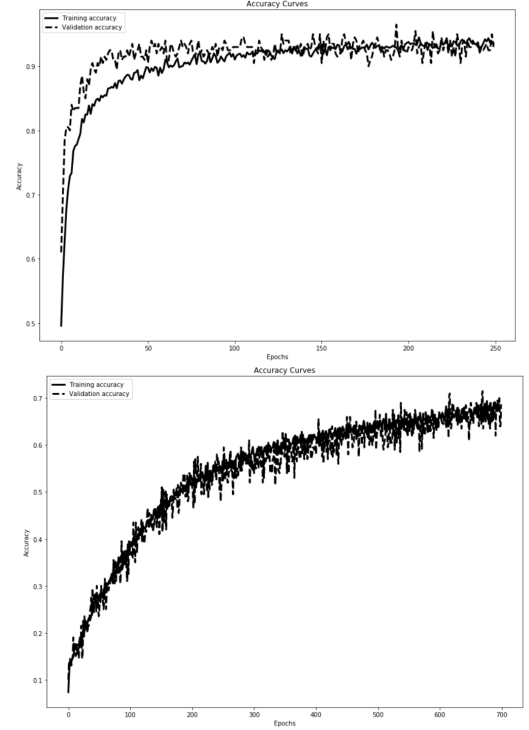 Accuracy Curves
Training accuracy
Validation accuracy
0.9
0.8
0.7
0.6
0.5
Accuracy
0 50 100 150 200 250
Epochs
Accuracy Curves
Training accuracy
Validation accuracy
0.7
0.6
0.5
0.4
0.3
0.2
0.1
Accuracy
0 100 200 300 400 500 600 700
Epochs